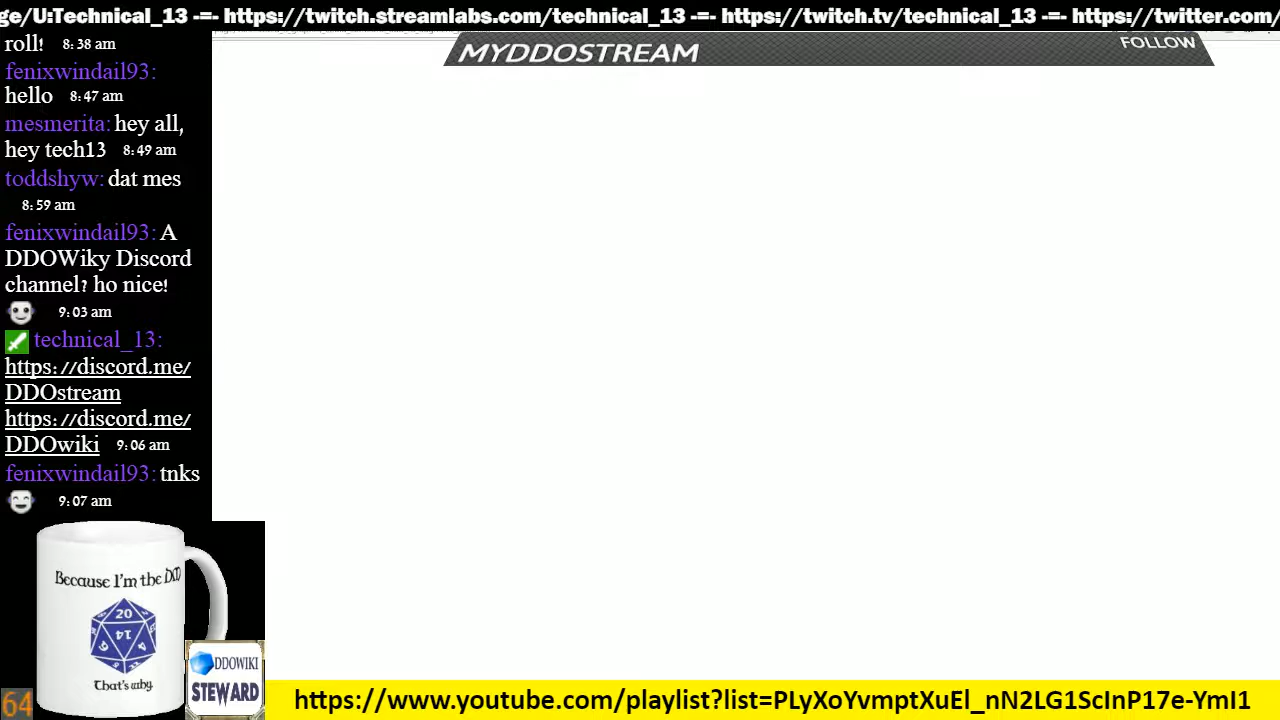 ge/U:Technical_13 -=- https://twitch.streamlabs.com/technical_13 -=- https://twitch.tv/technical_13 -=- https://twitter.com/
MYDDOSTREAM
FOLLOW
roll! 8:38 am
fenixwindail93:
hello 8:47 am
mesmerita: hey all,
hey tech13 8:49 am
toddshyw: dat mes
8:59 am
fenixwindail93: A
DDOWiky Discord
channel? ho nice!
9:03 am
technical_13:
https://discord.me/
DDOstream
https://discord.me/
DDOwiki 9:06 am
fenixwindail93: tnks
9:07 am
Because I'm the DM
20
14
That's why.
DDOWIKI
STEWARD
64
https://www.youtube.com/playlist?list=PLyXoYvmptXuEl_nN2LG1ScInP17e-YmI1